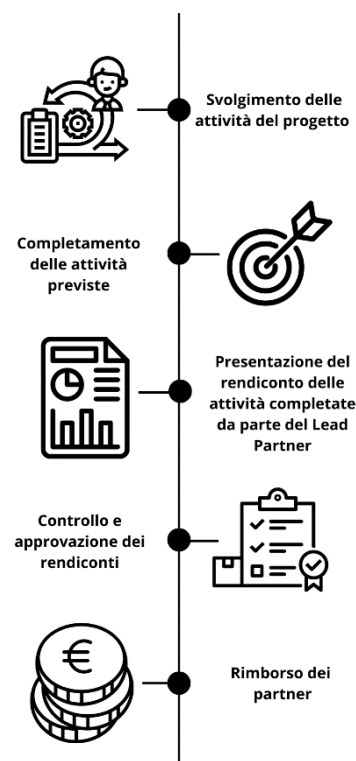 Svolgimento delle
attività del progetto
Completamento
delle attività
previste
Presentazione del
rendiconto delle
attività completate
da parte del Lead
Partner
Controllo e
approvazione dei
rendiconti
€
Rimborso dei
partner